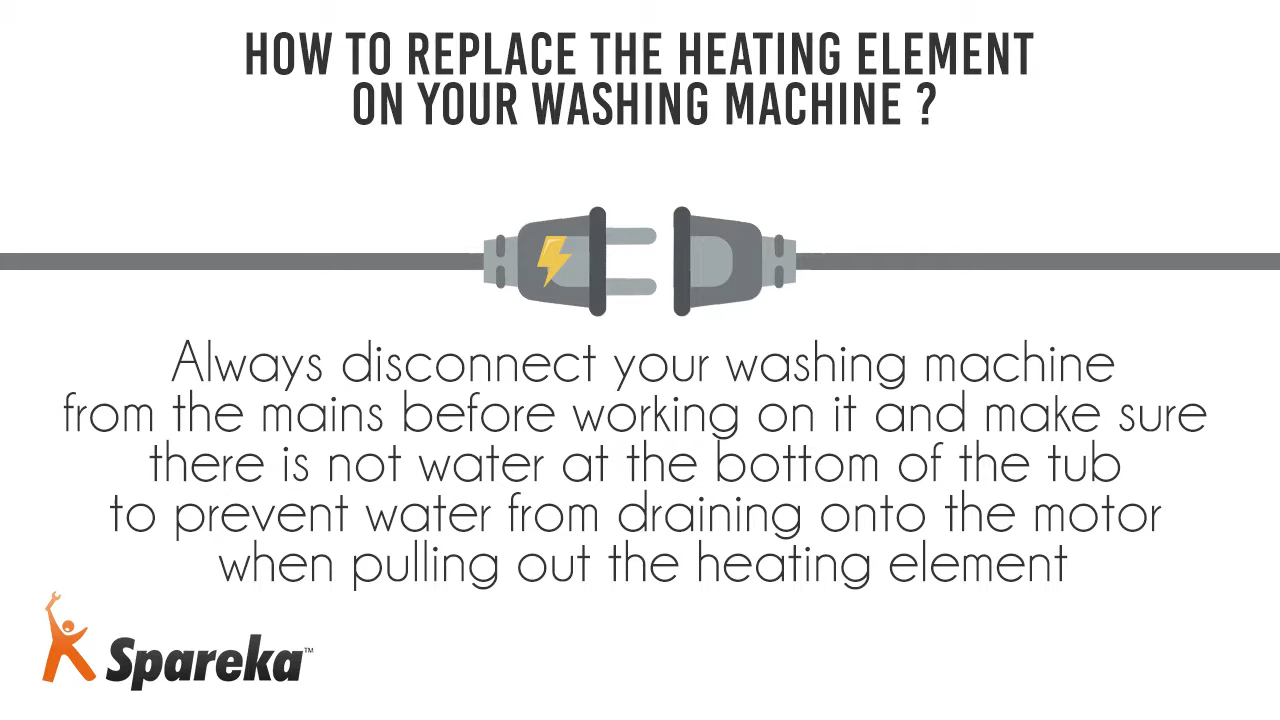 HOW TO REPLACE THE HEATING ELEMENT
ON YOUR WASHING MACHINE ?
Always disconnect your washing machine
from the mains before working on it and make sure
there is not water at the bottom of the tub
to prevent water from draining onto the motor
when pulling out the heating element
Spareka™